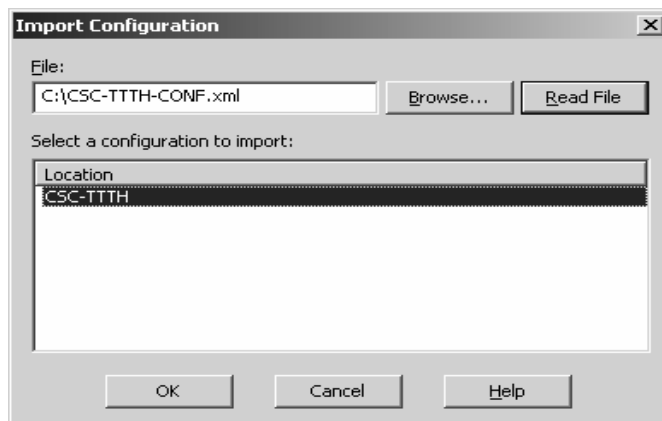 Import Configuration
File:
C:\CSC-TTTH-CONF.xml Browse... Read File
Select a configuration to import:
Location
CSC-TTTH
OK Cancel Help